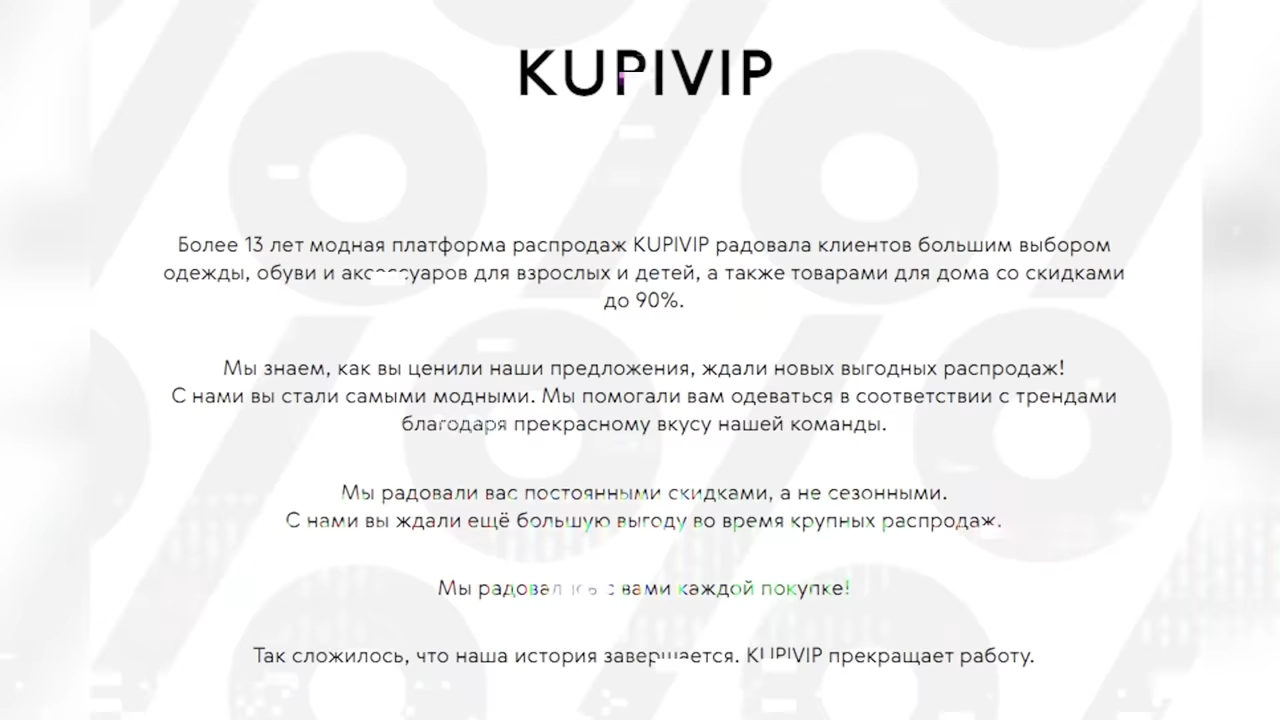 KUPIVIP
Более 13 лет модная платформа распродаж KUPIVIP радовала клиентов большим выбором
одежды, обуви и аксессуаров для взрослых и детей, а также товарами для дома со скидками
до 90%.
Мы знаем, как вы ценили наши предложения, ждали новых выгодных распродаж!
С нами вы стали самыми модными. Мы помогали вам одеваться в соответствии с трендами
благодаря прекрасному вкусу нашей команды.
Мы радовали вас постоянными скидками, а не сезонными.
С нами вы ждали ещё большую выгоду во время крупных распродаж.
Мы радовались с вами каждой покупке!
Так сложилось, что наша история завершается. KUPIVIP прекращает работу.